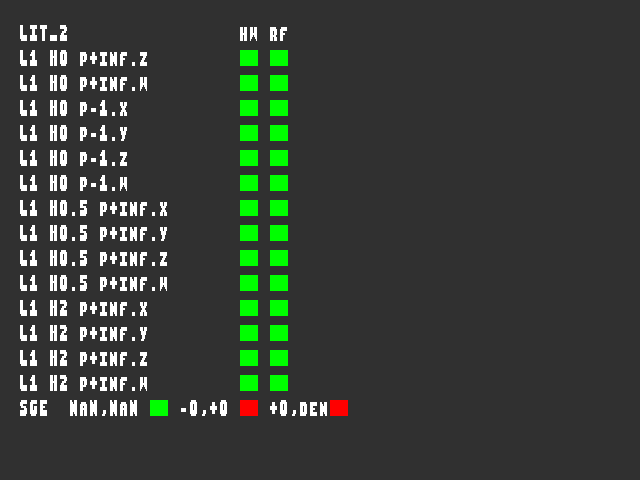 LIT_2 HW RF
L1 H0 P+INF.Z
L1 H0 P+INF.W
L1 H0 P-1.X
L1 H0 P-1.Y
L1 H0 P-1.Z
L1 H0 P-1.W
L1 H0.5 P+INF.X
L1 H0.5 P+INF.Y
L1 H0.5 P+INF.Z
L1 H0.5 P+INF.W
L1 H2 P+INF.X
L1 H2 P+INF.Y
L1 H2 P+INF.Z
L1 H2 P+INF.W
SGE NAN,NAN -0,+0 +0,DEN